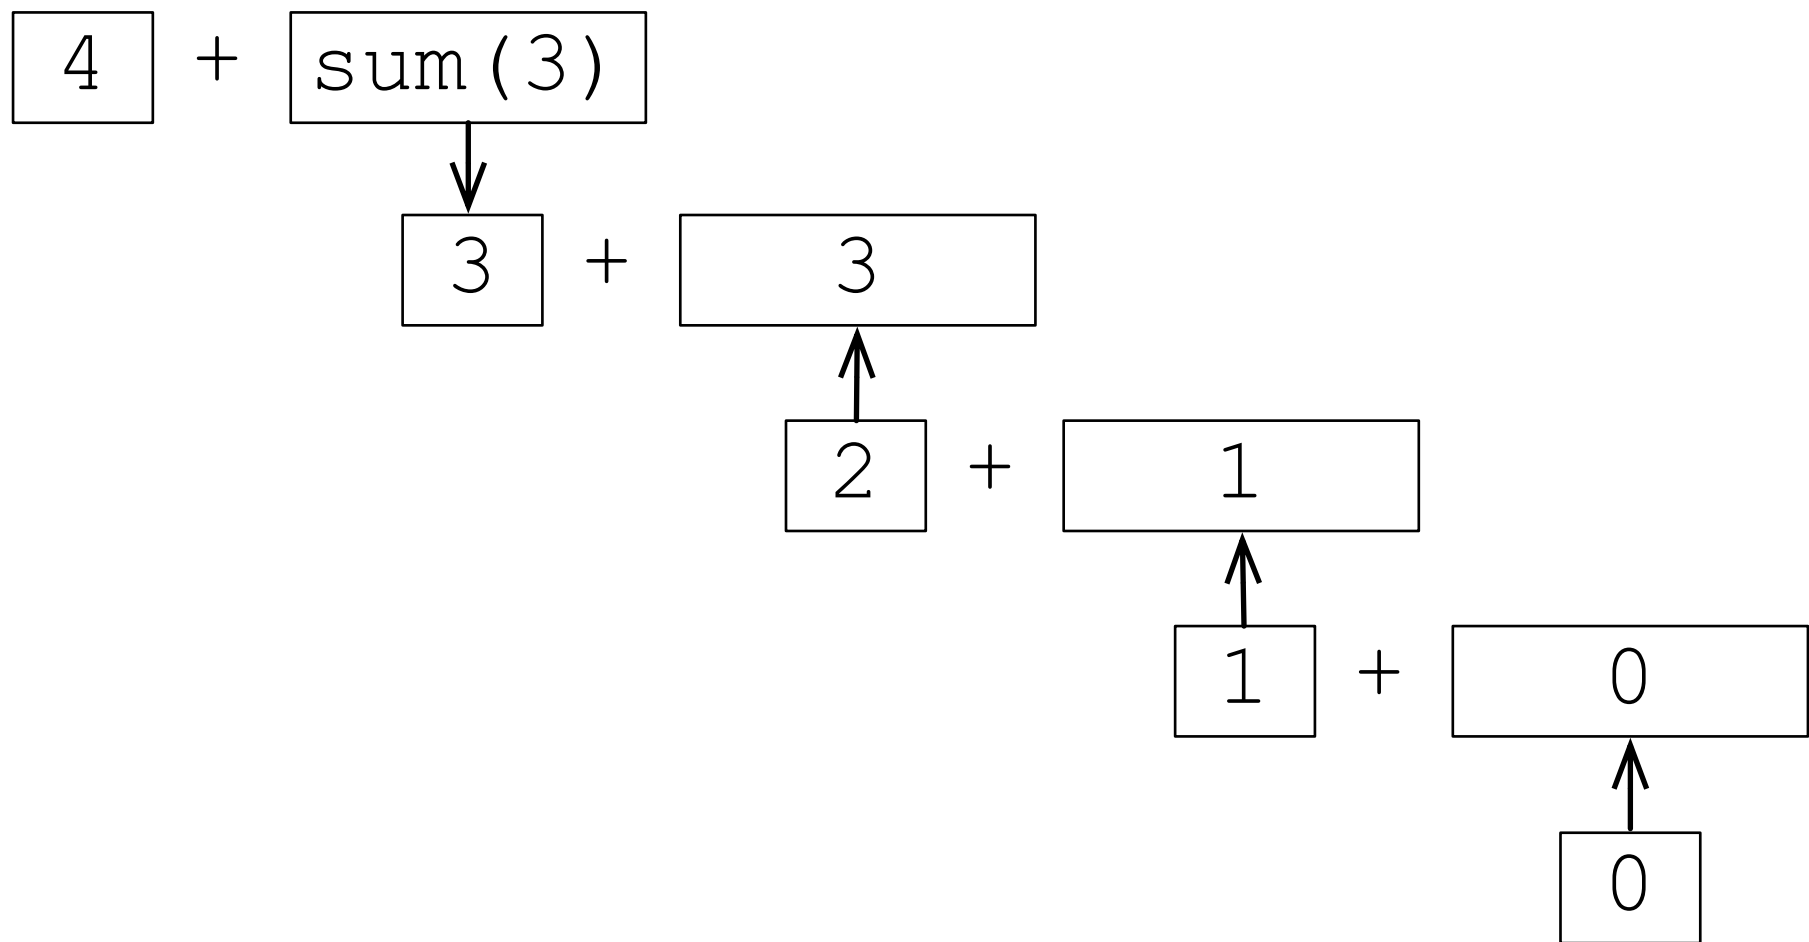 4 + sum(3)
3 + 3
2 + 1
1 + 0
0